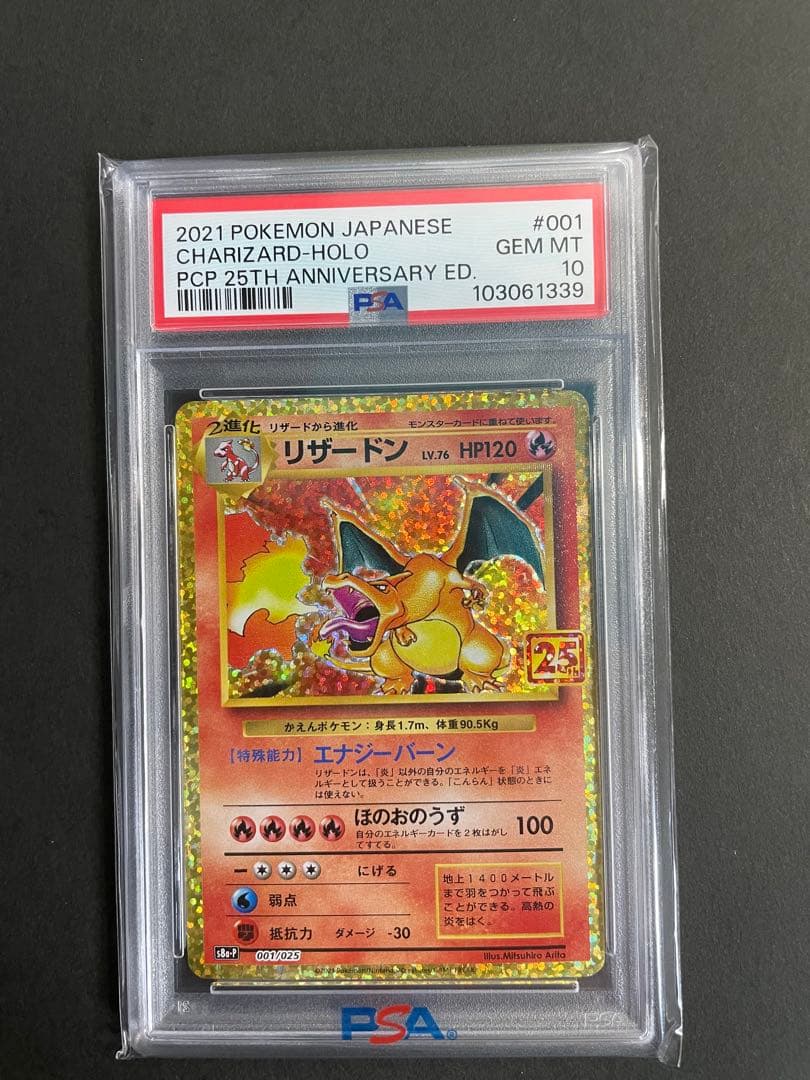 2021 POKEMON JAPANESE #001
CHARIZARD-HOLO GEM MT
PCP 25TH ANNIVERSARY ED. 10
PSA 103061339
2進化 リザードから進化 モンスターカードに重ねて使います。
リザードン LV.76 HP120
25th
かえんポケモン：身長1.7m、体重90.5Kg
【特殊能力】エナジーバーン
リザードンは、「炎」以外の自分のエネルギーを「炎」エネ
ルギーとして扱うことができる。「こんらん」状態のときに
は使えない。
ほのおのうず 100
自分のエネルギーカードを2枚はがし
てすてる。
にげる
弱点
抵抗力 ダメージ -30
地上1400メートル
まで羽をつかって飛ぶ
ことができる。高熱の
炎をはく。
s8a-P 001/025
Illus.Mitsuhiro Arita
PSA®